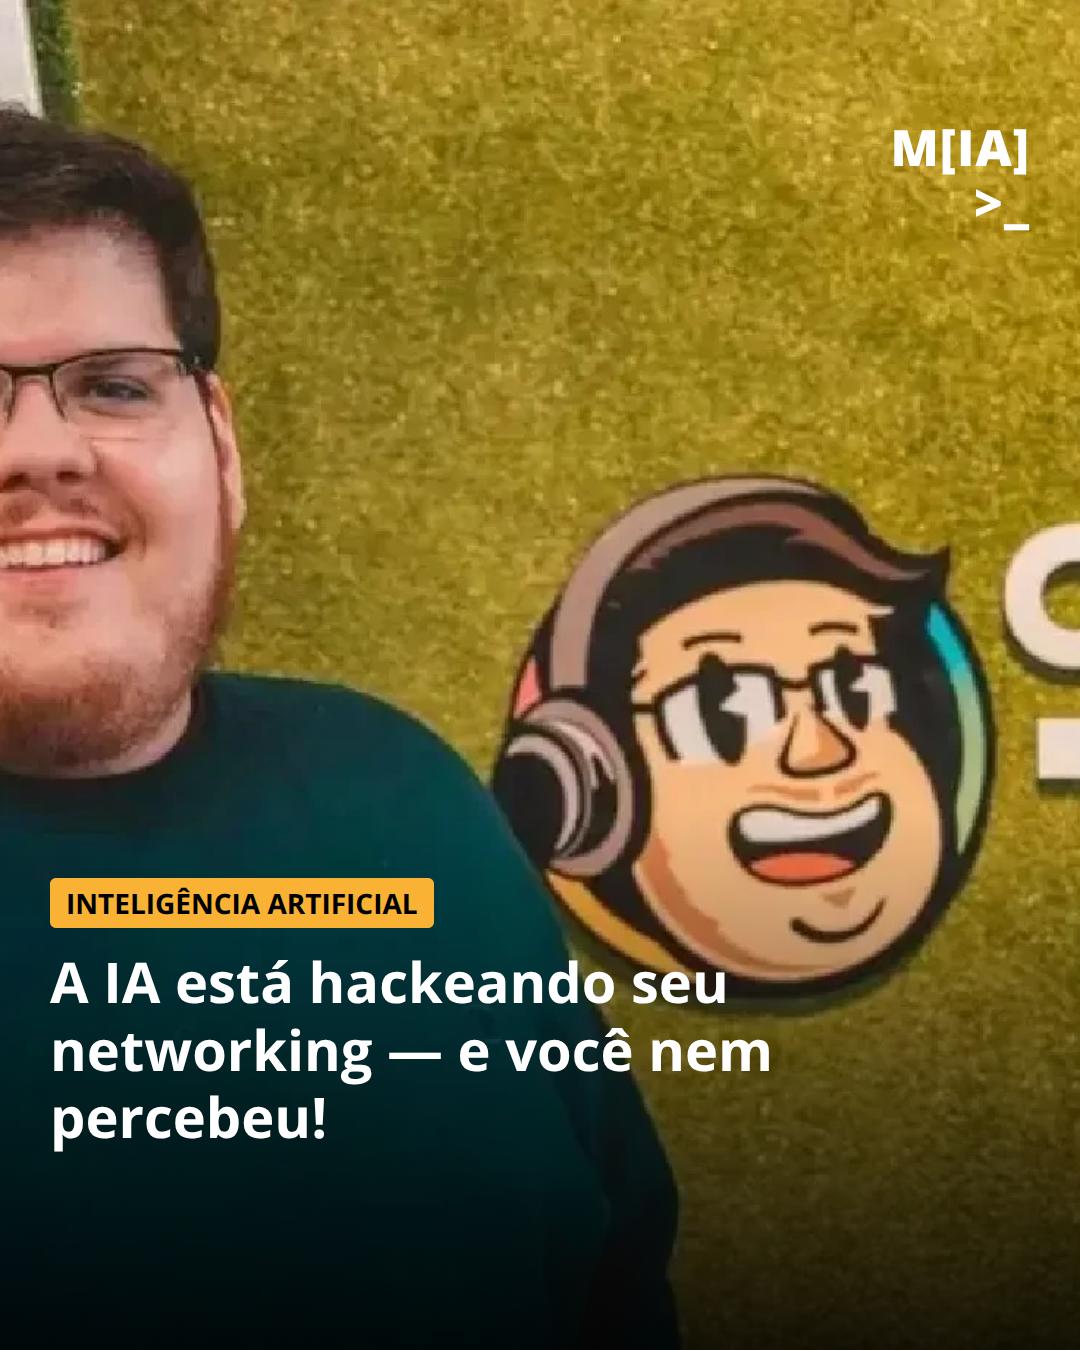 M[IA]
>_
INTELIGÊNCIA ARTIFICIAL
A IA está hackeando seu
networking — e você nem
percebeu!